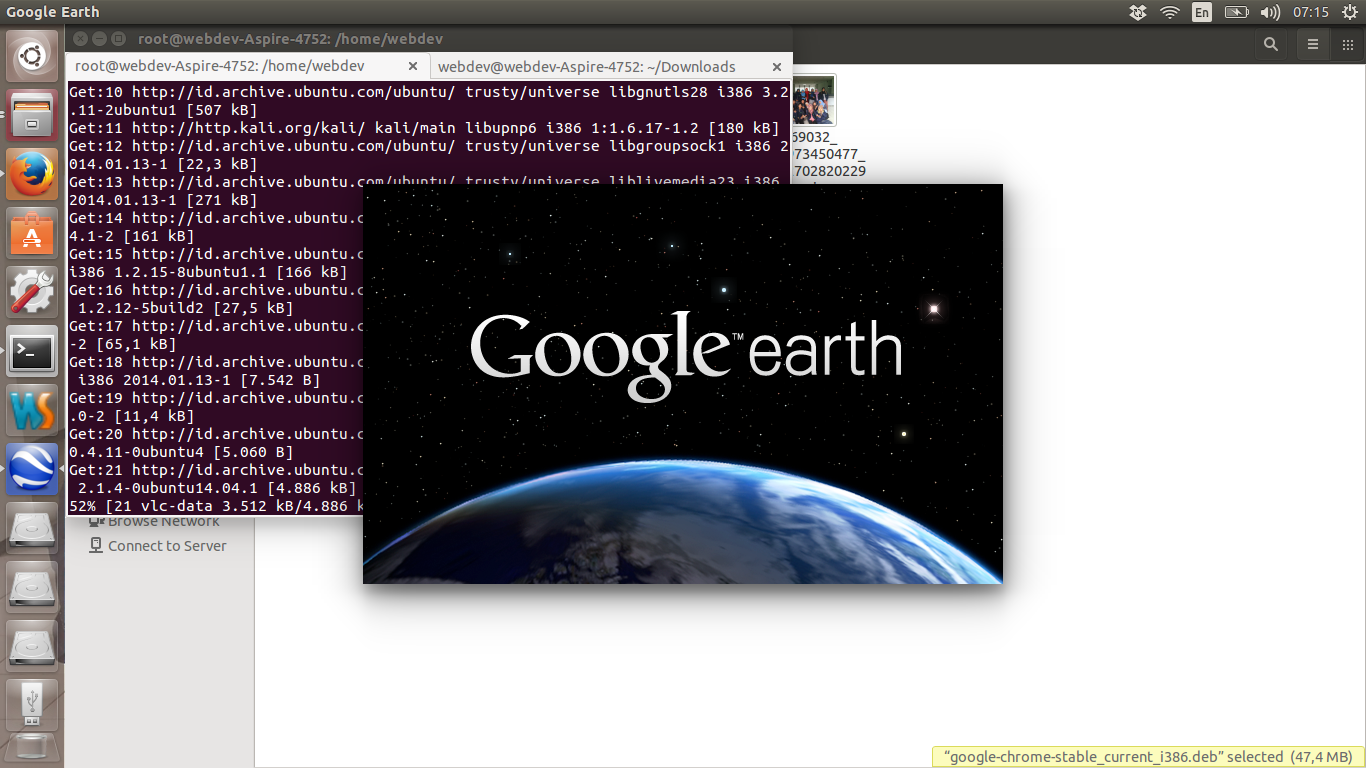 Google Earth
En
07:15
root@webdev-Aspire-4752: /home/webdev
root@webdev-Aspire-4752: /home/webdev
webdev@webdev-Aspire-4752: ~/Downloads
Get:10 http://id.archive.ubuntu.com/ubuntu/ trusty/universe libgnutls28 i386 3.2
.11-2ubuntu1 [507 kB]
Get:11 http://http.kali.org/kali/ kali/main libupnp6 i386 1:1.6.17-1.2 [180 kB]
Get:12 http://id.archive.ubuntu.com/ubuntu/ trusty/universe libgroupsock1 i386 2
014.01.13-1 [22,3 kB]
Get:13 http://id.archive.ubuntu.com/ubuntu/ trusty/universe liblivemedia23 i386
2014.01.13-1 [271 kB]
Get:14 http://id.archive.ubuntu.c
4.1-2 [161 kB]
Get:15 http://id.archive.ubuntu.c
i386 1.2.15-8ubuntu1.1 [166 kB]
Get:16 http://id.archive.ubuntu.c
1.2.12-5build2 [27,5 kB]
Get:17 http://id.archive.ubuntu.c
-2 [65,1 kB]
Get:18 http://id.archive.ubuntu.c
i386 2014.01.13-1 [7.542 B]
Get:19 http://id.archive.ubuntu.c
.0-2 [11,4 kB]
Get:20 http://id.archive.ubuntu.c
0.4.11-0ubuntu4 [5.060 B]
Get:21 http://id.archive.ubuntu.c
2.1.4-0ubuntu14.04.1 [4.886 kB]
52% [21 vlc-data 3.512 kB/4.886 k
69032_
973450477_
702820229
Google™ earth
Browse Network
Connect to Server
WS
“google-chrome-stable_current_i386.deb” selected (47,4 MB)